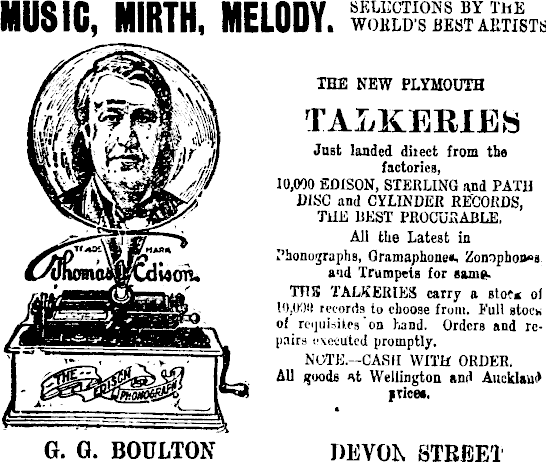 MUSIC, MIRTH, MELODY.
SELECTIONS BY THE
WORLD'S BEST ARTISTS
THE NEW PLYMOUTH
TALKERIES
Just landed direct from the
factories,
10,000 EDISON, STERLING and PATH
DISC and CYLINDER RECORDS,
THE BEST PROCURABLE.
All the Latest in
Phonographs, Gramaphones, Zonophones
and Trumpets for same.
THE TALKERIES carry a stock of
10,000 records to choose from. Full stock
of requisites on hand. Orders and re-
pairs executed promptly.
NOTE.—CASH WITH ORDER.
All goods at Wellington and Auckland
prices.
TRADE MARK
Thomas A Edison.
THE EDISON PHONOGRAPH
G. G. BOULTON
DEVON STREET